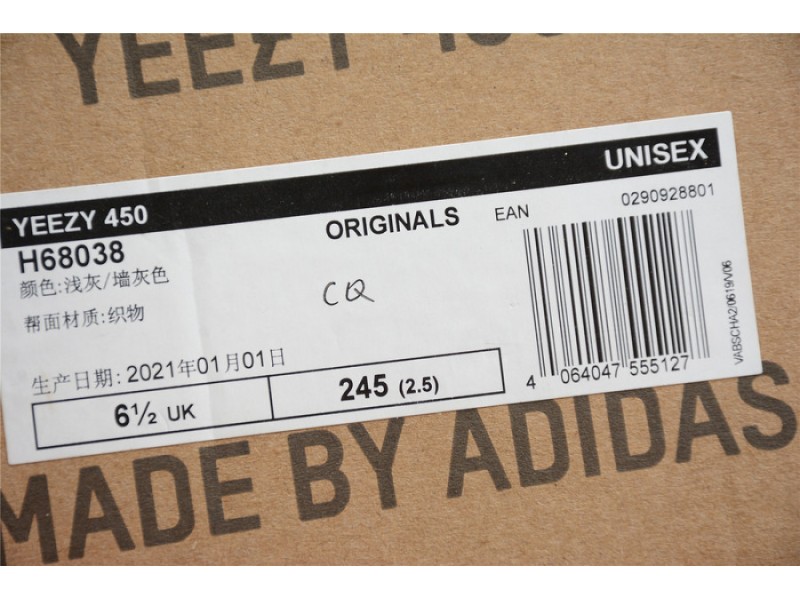 YEEZY 450
UNISEX
YEEZY 450
H68038
ORIGINALS
EAN
0290928801
颜色:浅灰/墙灰色
帮面材质:织物
CQ
生产日期:2021年01月01日
6½ UK
245 (2.5)
4 064047 555127
VABSCHA2/0619/V06
MADE BY ADIDAS